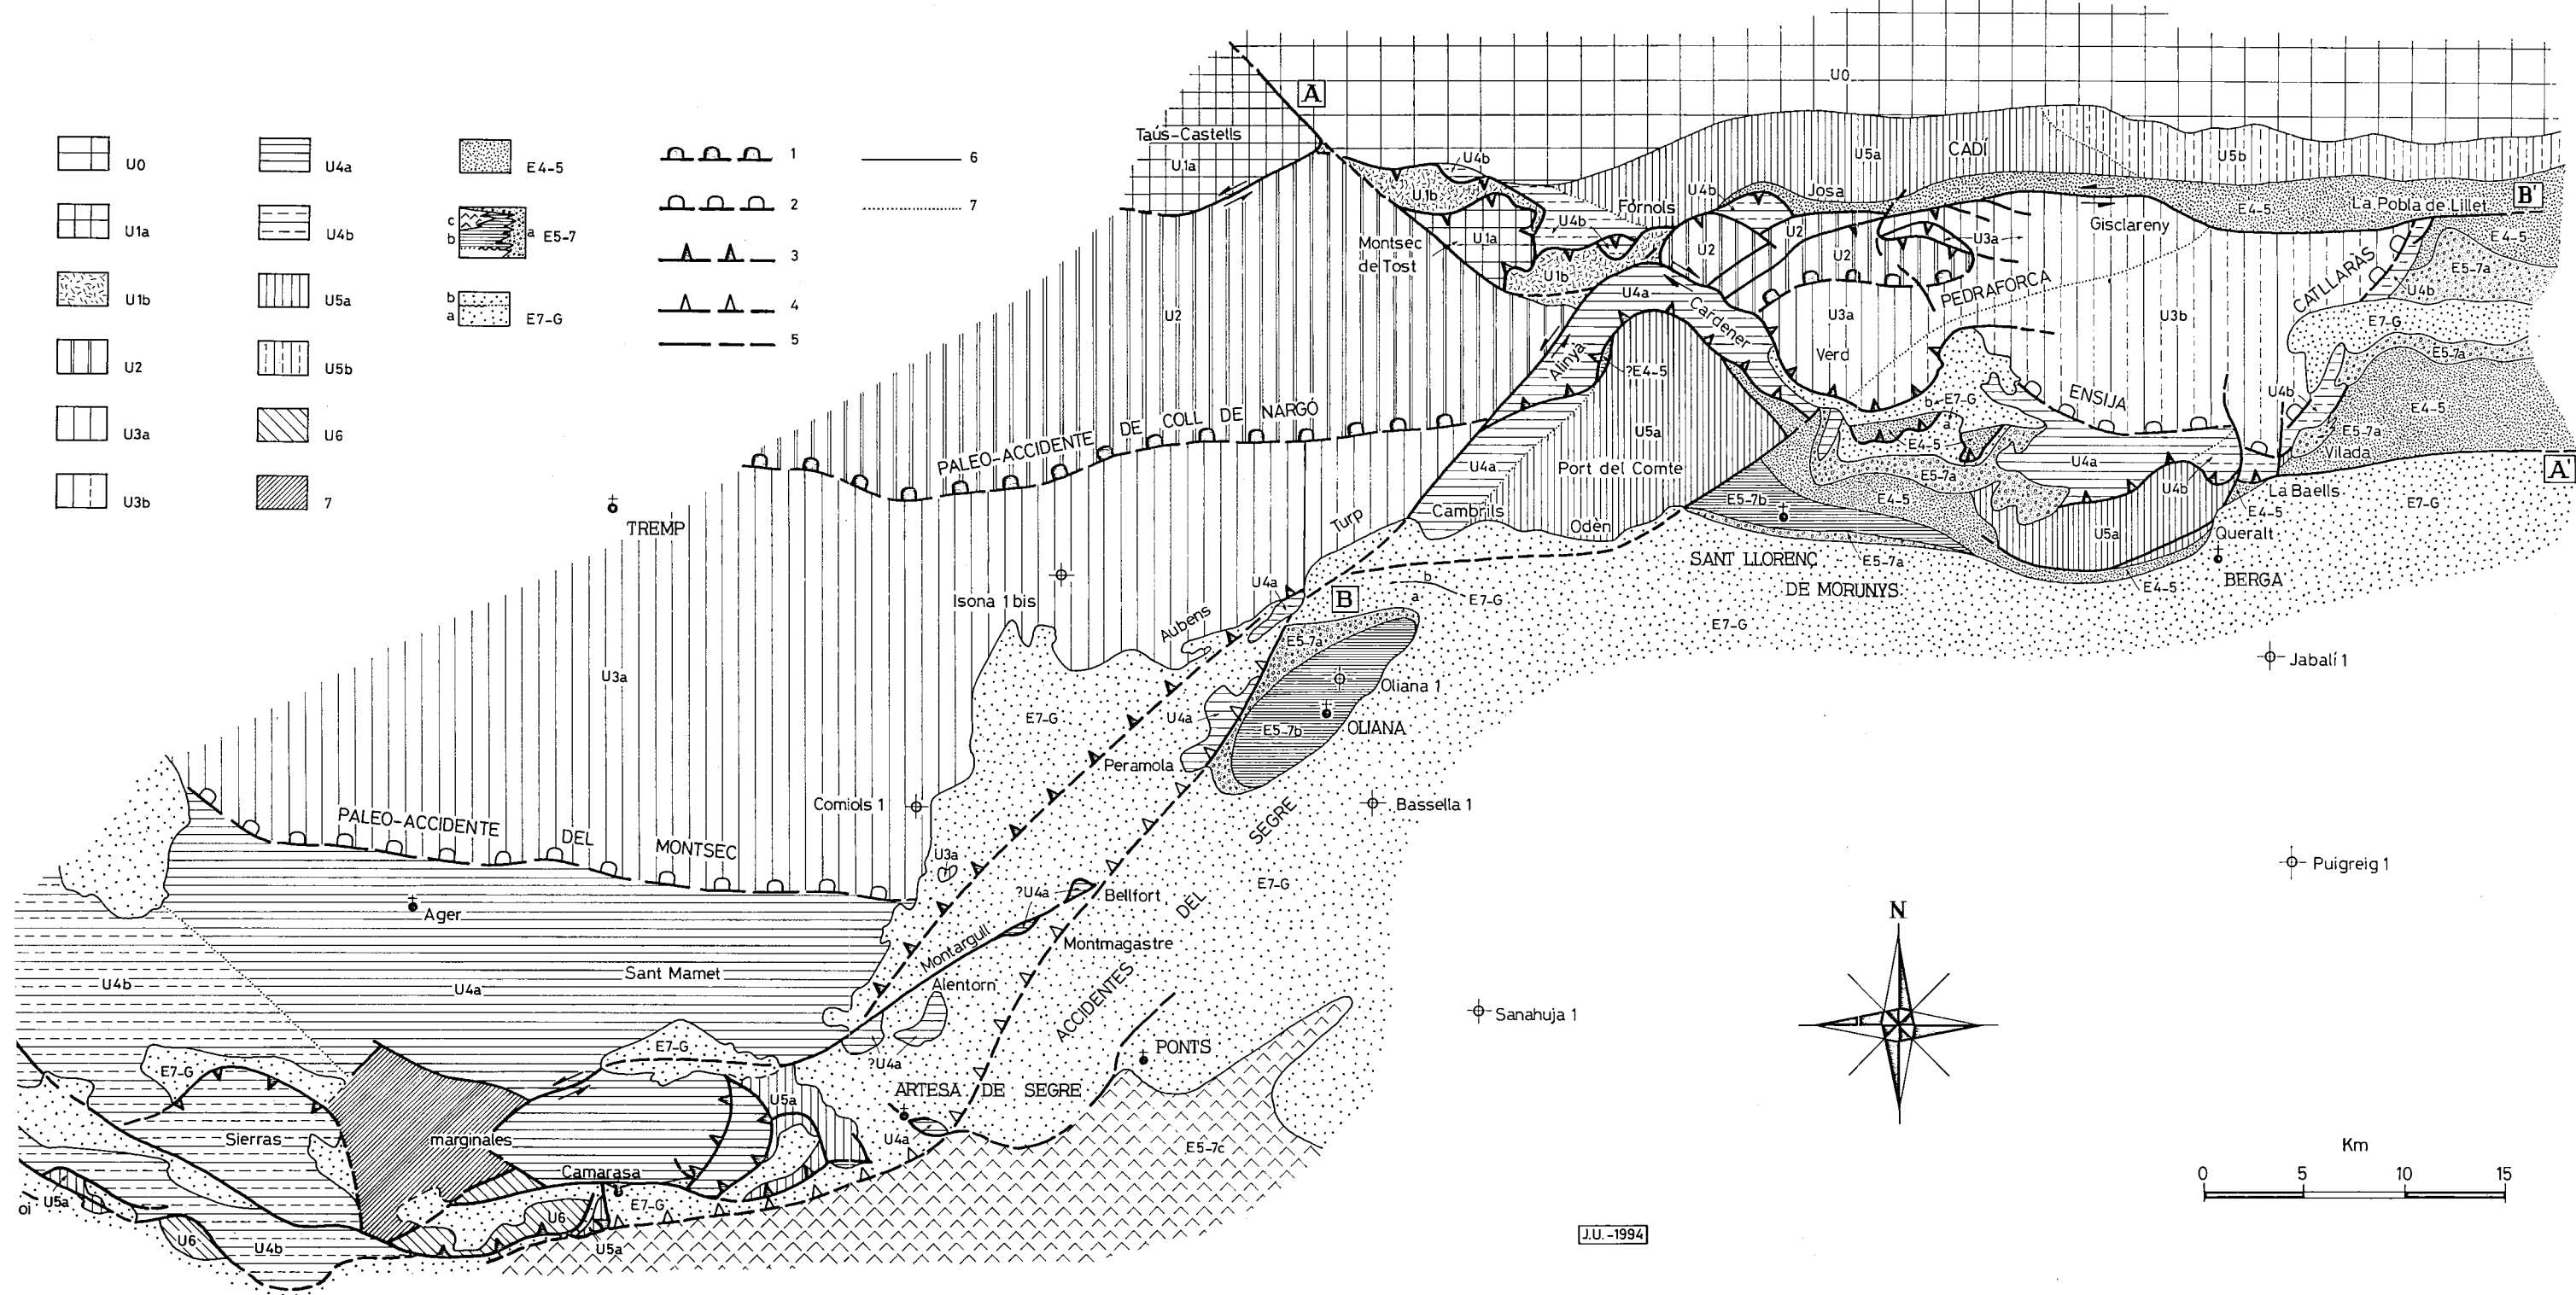 U0
U1a
U1b
U2
U3a
U3b
U4a
U4b
U5a
U5b
U6
7
E4-5
c
b
a
E5-7
b
a
E7-G
1
2
3
4
5
6
7
A
Taús-Castells
U1a
U0
U4b
U1b
U5a
CADÍ
U5b
Josa
U4b
Fórnols
U4b
La Pobla de Lillet
B'
E4-5
Gisclareny
E4-5
Montsec
de Tost
U1a
U1b
U2
U2
U2
U3a
E5-7a
CATLLARÀS
U4b
PEDRAFORCA
U4a
Cardener
U3a
U3b
E7-G
U2
Verd
E5-7a
Alinya
?E4-5
ENSIJA
U4b
b
E7-G
a
E4-5
E4-5
PALEO-ACCIDENTE DE COLL DE NARGÓ
U5a
E5-7a
Vilada
U4a
Port del Comte
U4a
E5-7a
A'
U4b
La Baells
E5-7b
E4-5
E4-5
E7-G
TREMP
Turp
Cambrils
Odèn
U5a
Queralt
SANT LLORENÇ
DE MORUNYS
E5-7a
BERGA
E4-5
Isona 1 bis
U4a
B
b
a
E7-G
E7-G
Aubens
E5-7a
Jabalí 1
U3a
Oliana 1
E7-G
U4a
E5-7b
OLIANA
Peramola
Comiols 1
Bassella 1
PALEO-ACCIDENTE DEL MONTSEC
U3a
Puigreig 1
?U4a
Bellfort
E7-G
ACCIDENTES DEL SEGRE
Ager
Montargull
Montmagastre
N
Sant Mamet
U4b
U4a
Alentorn
Sanahuja 1
E7-G
E7-G
?U4a
PONTS
ARTESA DE SEGRE
U5a
Sierras marginales
U4a
E5-7c
Km
0 5 10 15
Camarasa
U5a
oi
U6
E7-G
U6
U4b
U5a
J.U.-1994